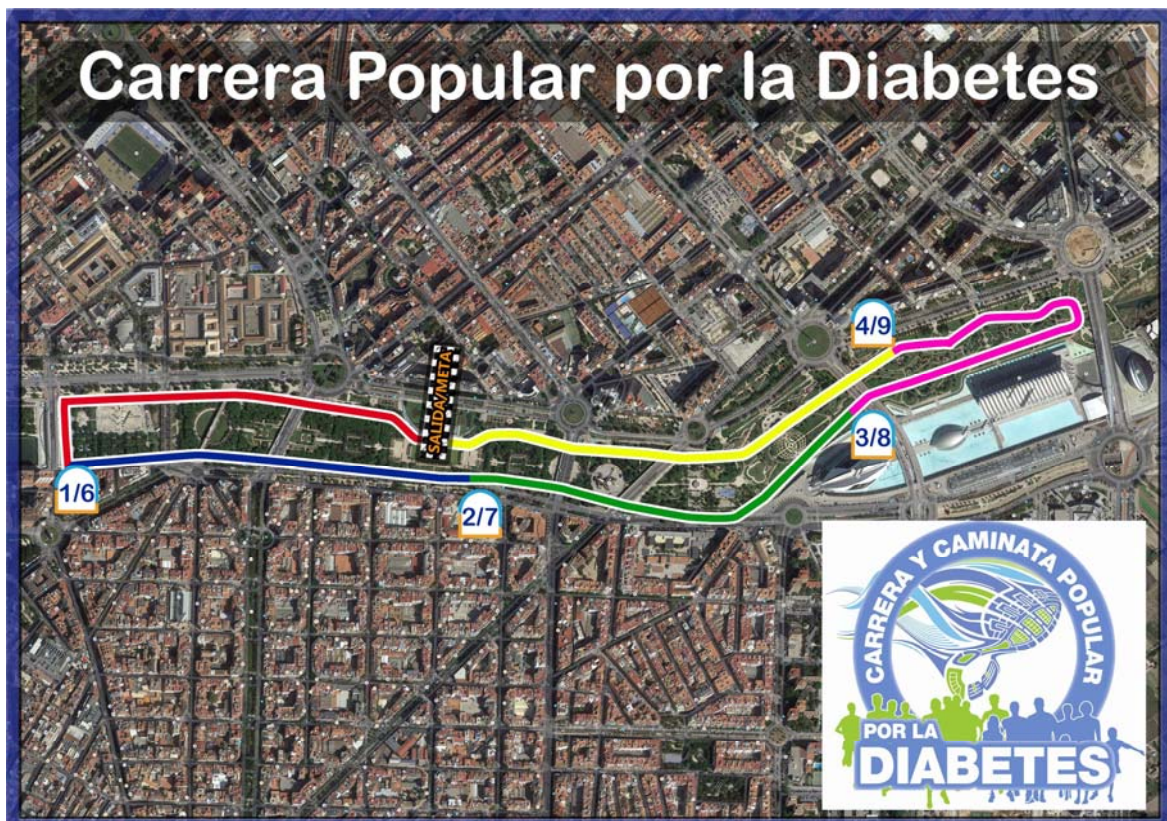 Carrera Popular por la Diabetes
4/9
SALIDA/META
3/8
1/6
2/7
CARRERA Y CAMINATA POPULAR
POR LA
DIABETES